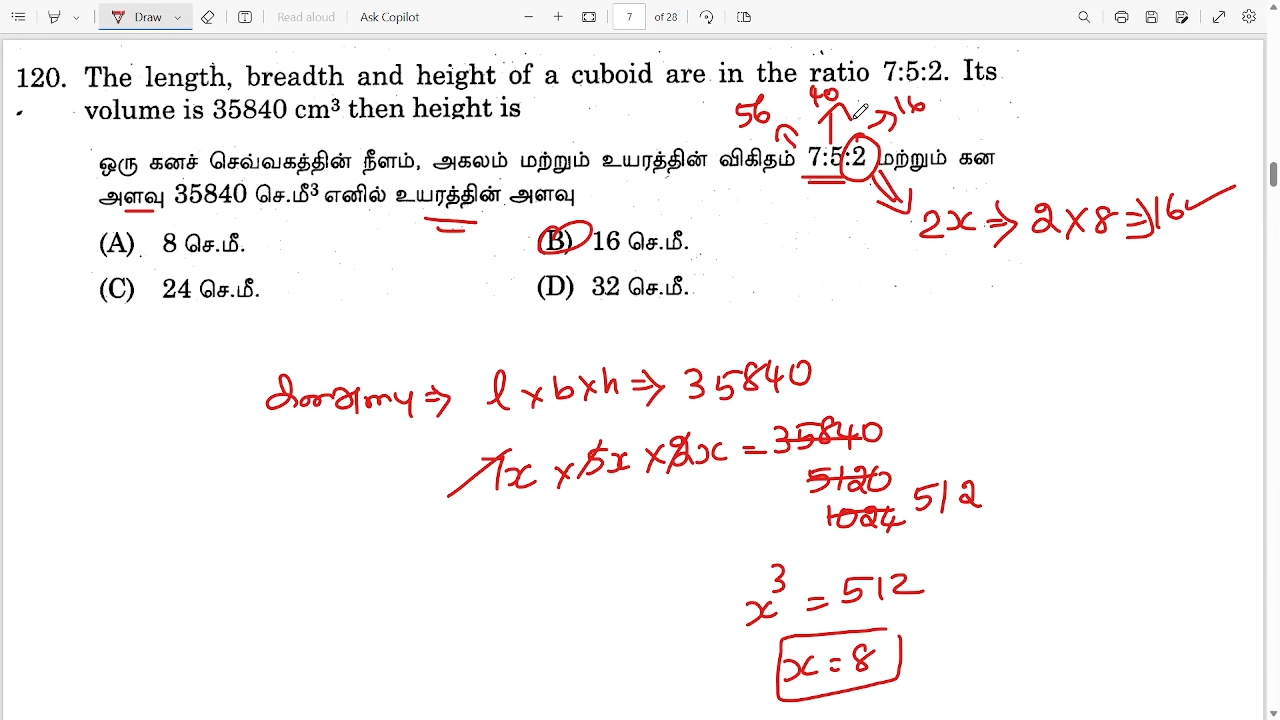 Draw
Read aloud
Ask Copilot
7
of 28
120. The length, breadth and height of a cuboid are in the ratio 7:5:2. Its
volume is 35840 cm³ then height is
56
40
16
ஒரு கனச் செவ்வகத்தின் நீளம், அகலம் மற்றும் உயரத்தின் விகிதம் 7:5:2 மற்றும் கன
அளவு 35840 செ.மீ³ எனில் உயரத்தின் அளவு
2x ⇒ 2×8 ⇒ 16 ✓
(A) 8 செ.மீ.
(B) 16 செ.மீ.
(C) 24 செ.மீ.
(D) 32 செ.மீ.
கனஅளவு ⇒ l × b × h ⇒ 35840
7x × 5x × 2x = 35840
5120
1024 512
x³ = 512
x = 8